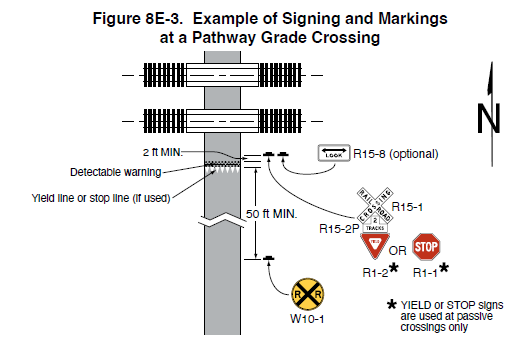 Figure 8E-3. Example of Signing and Markings
at a Pathway Grade Crossing
N
2 ft MIN.
Detectable warning
Yield line or stop line (if used)
50 ft MIN.
LOOK
R15-8 (optional)
RAILROAD
CROSSING
R15-1
2
TRACKS
R15-2P
YIELD
OR
STOP
R1-2*
R1-1*
R R
W10-1
* YIELD or STOP signs
are used at passive
crossings only